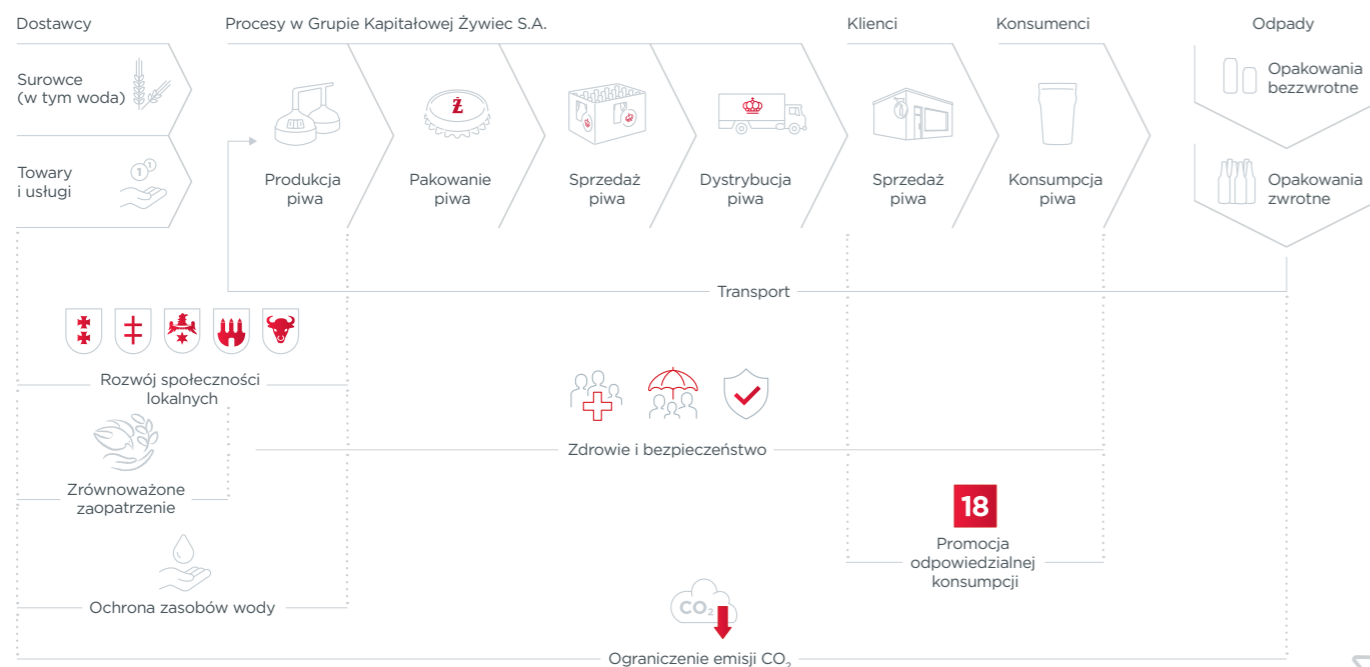 Dostawcy
Procesy w Grupie Kapitałowej Żywiec S.A.
Klienci
Konsumenci
Odpady
Surowce
(w tym woda)
Towary
i usługi
1
1
Ż
Produkcja
piwa
Pakowanie
piwa
Sprzedaż
piwa
Dystrybucja
piwa
Sprzedaż
piwa
Konsumpcja
piwa
Opakowania
bezzwrotne
Opakowania
zwrotne
Transport
Rozwój społeczności
lokalnych
Zdrowie i bezpieczeństwo
Zrównoważone
zaopatrzenie
18
Promocja
odpowiedzialnej
konsumpcji
Ochrona zasobów wody
CO₂
Ograniczenie emisji CO₂